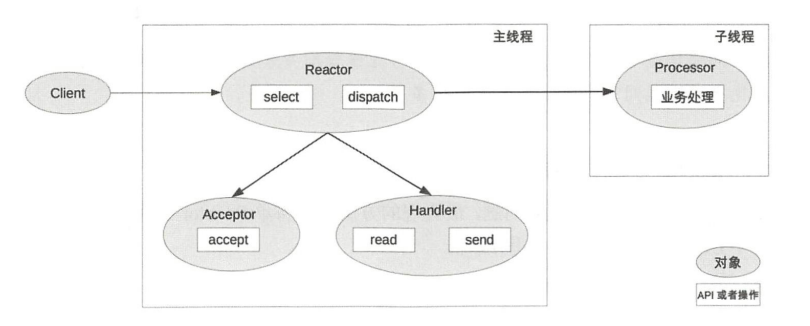 主线程
子线程
Client
Reactor
select
dispatch
Processor
业务处理
Acceptor
accept
Handler
read
send
对象
API 或者操作